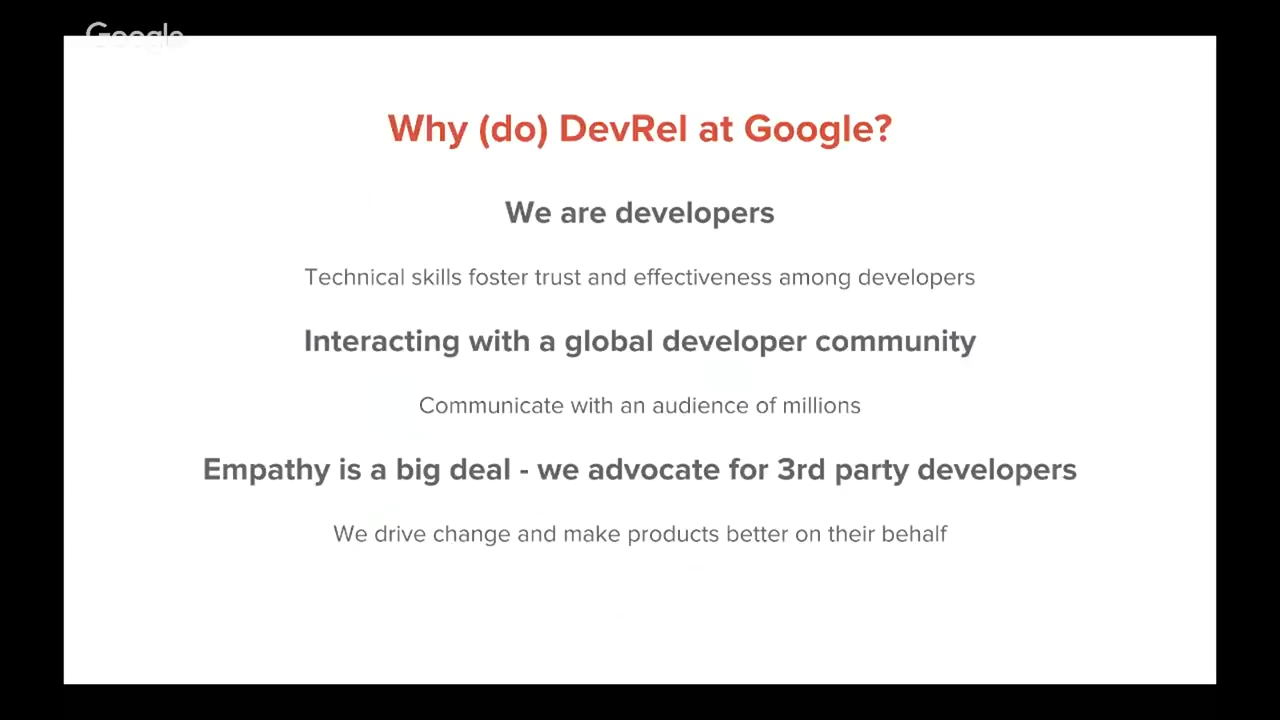 Google
Why (do) DevRel at Google?
We are developers
Technical skills foster trust and effectiveness among developers
Interacting with a global developer community
Communicate with an audience of millions
Empathy is a big deal - we advocate for 3rd party developers
We drive change and make products better on their behalf